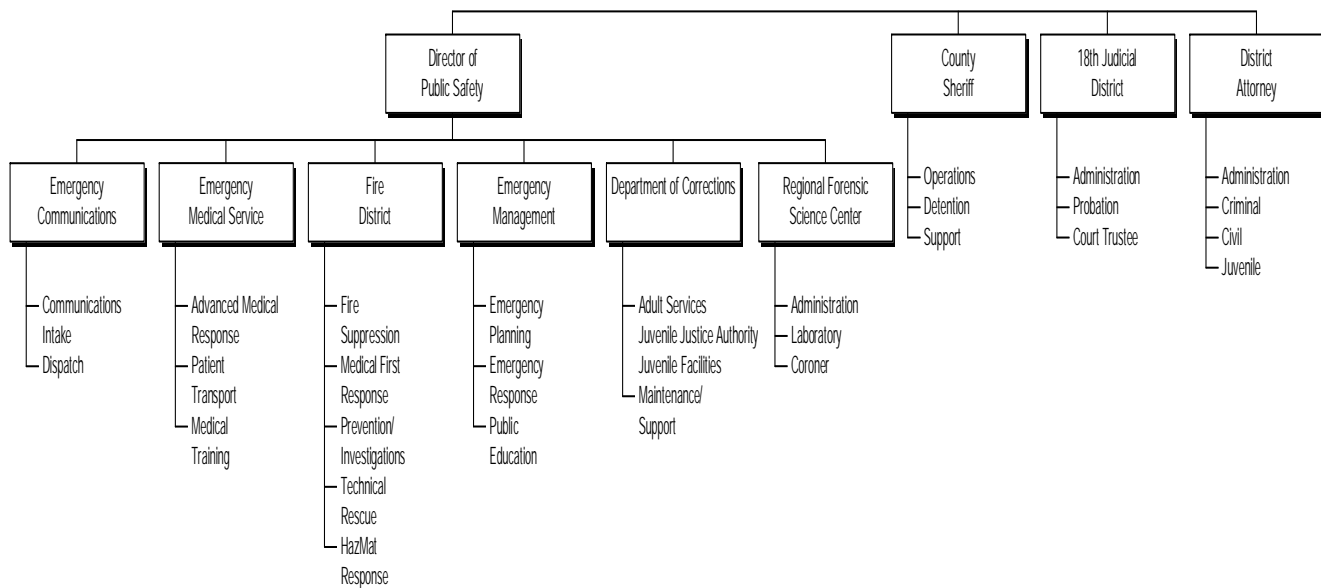 Director of
Public Safety
County
Sheriff
18th Judicial
District
District
Attorney
Operations
Detention
Support
Administration
Probation
Court Trustee
Administration
Criminal
Civil
Juvenile
Emergency
Communications
Emergency
Medical Service
Fire
District
Emergency
Management
Department of Corrections
Regional Forensic
Science Center
Communications
Intake
Dispatch
Advanced Medical
Response
Patient
Transport
Medical
Training
Fire
Suppression
Medical First
Response
Prevention/
Investigations
Technical
Rescue
HazMat
Response
Emergency
Planning
Emergency
Response
Public
Education
Adult Services
Juvenile Justice Authority
Juvenile Facilities
Maintenance/
Support
Administration
Laboratory
Coroner